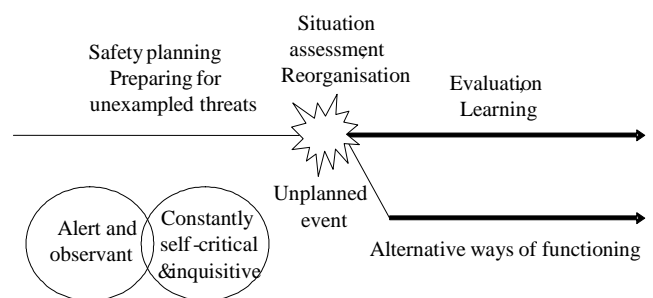 Safety planning
Preparing for
unexampled threats
Situation
assessment,
Reorganisation
Evaluation,
Learning
Unplanned
event
Alternative ways of functioning
Alert and
observant
Constantly
self-critical
&inquisitive